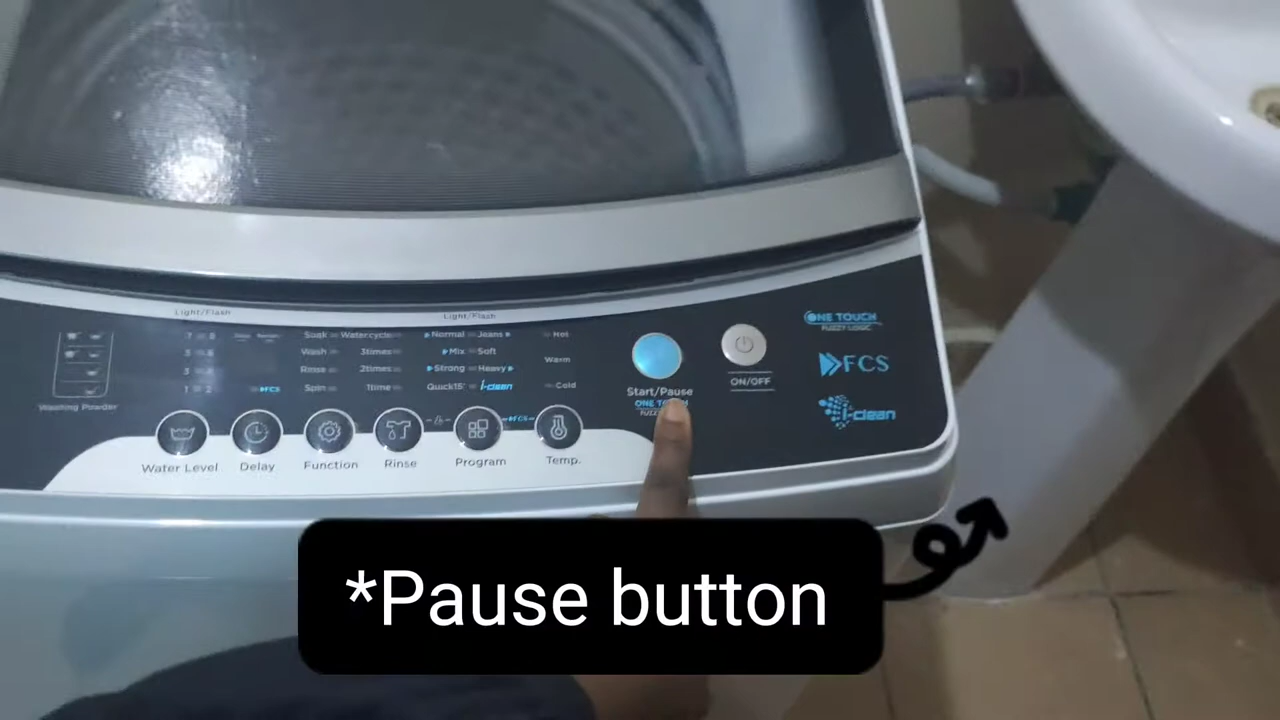 Light/Flash
Light/Flash
Soak Watercycle
Wash 3times
Rinse 2times
Spin 1time
Normal Jeans
Mix Soft
Strong Heavy
Quick15' i-clean
Hot
Warm
Cold
FCS
Washing Powder
Water Level
Delay
Function
Rinse
Program
Temp.
Start/Pause
ON/OFF
ONE TOUCH
FUZZY LOGIC
FCS
i-clean
*Pause button